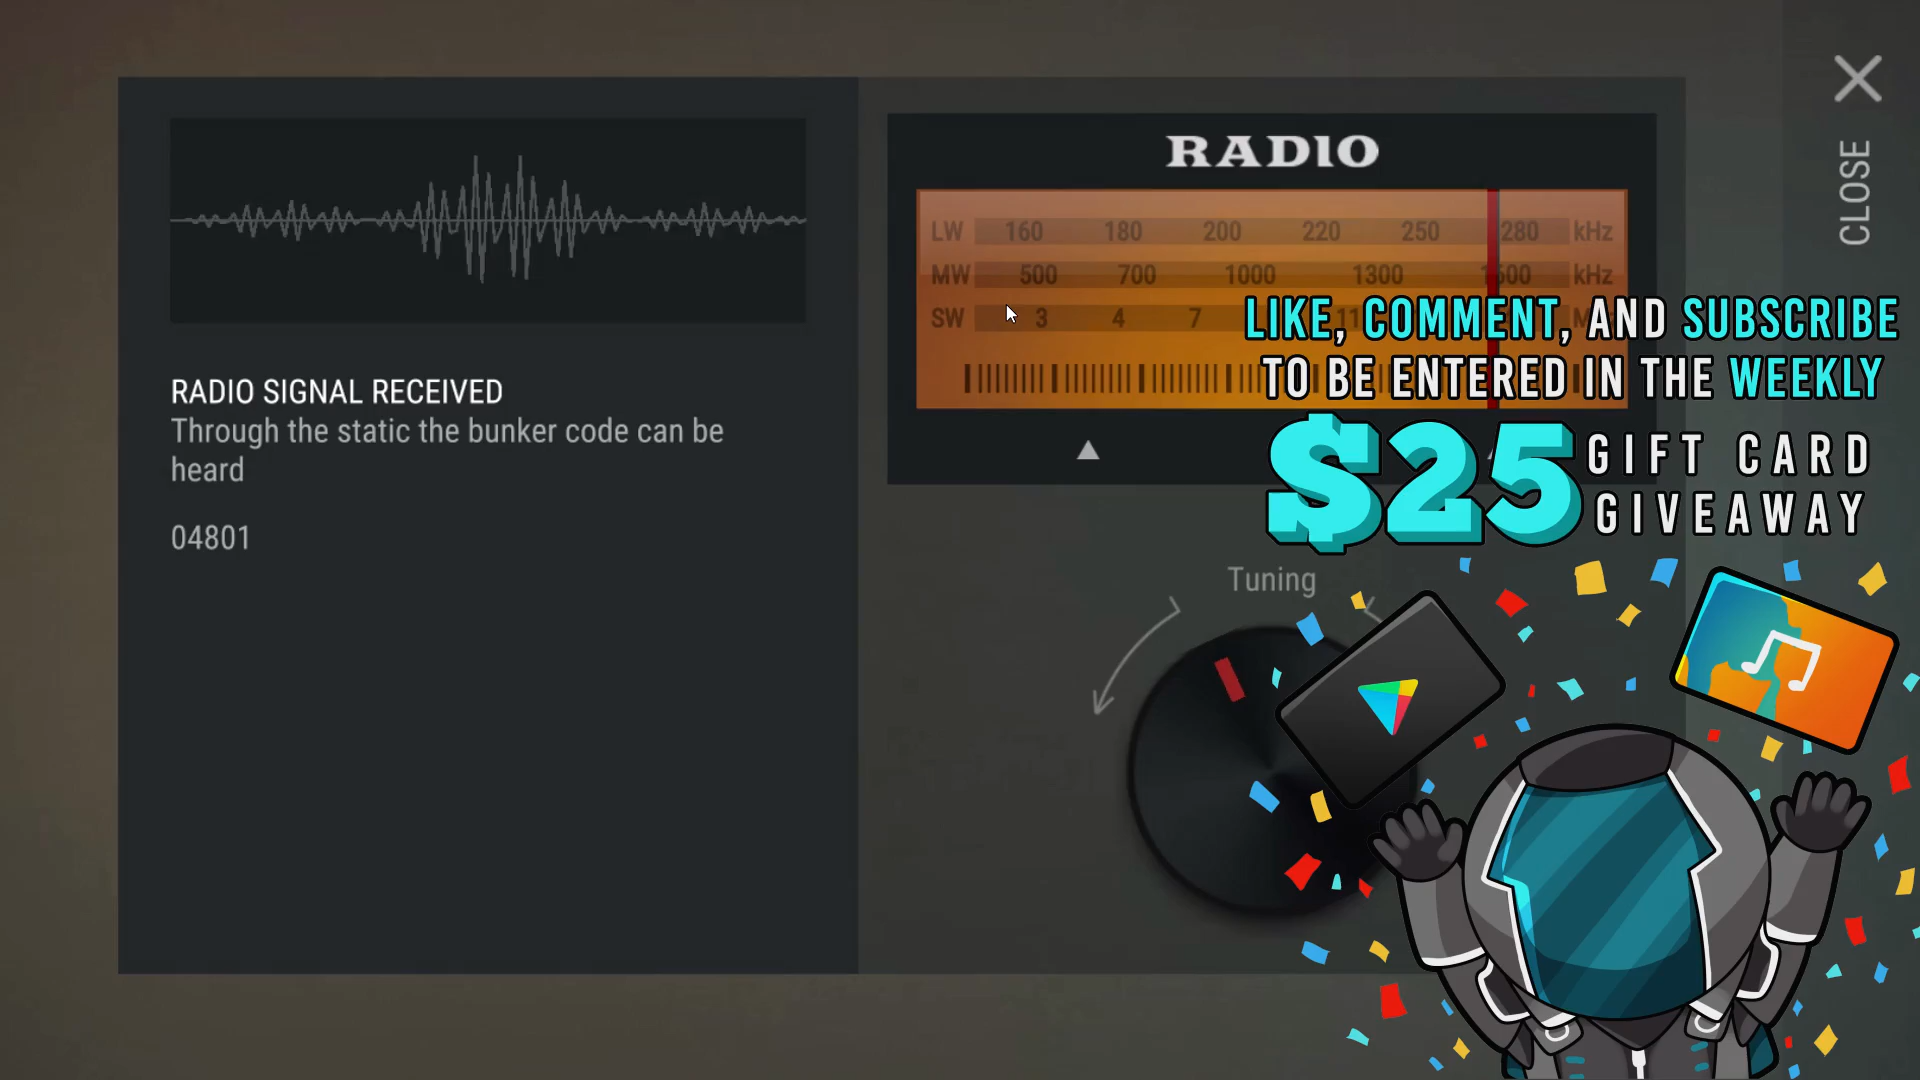 RADIO
CLOSE
LW 160 180 200 220 250 280 kHz
MW 500 700 1000 1300 1600 kHz
SW 3 4 7 11
LIKE, COMMENT, AND SUBSCRIBE
TO BE ENTERED IN THE WEEKLY
$25 GIFT CARD
GIVEAWAY
RADIO SIGNAL RECEIVED
Through the static the bunker code can be
heard
04801
Tuning